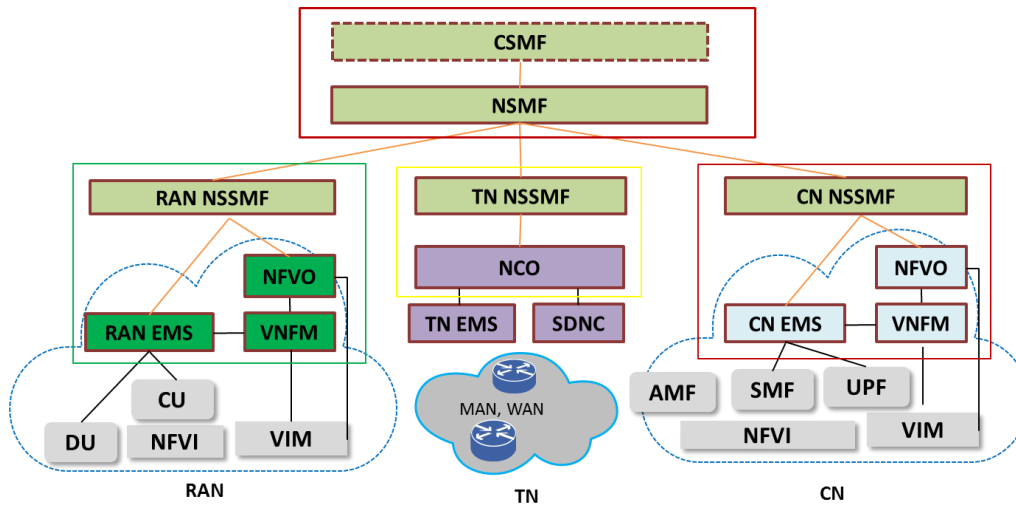 CSMF
NSMF
RAN NSSMF
TN NSSMF
CN NSSMF
NFVO
NCO
NFVO
RAN EMS
VNFM
TN EMS
SDNC
CN EMS
VNFM
CU
MAN, WAN
AMF
SMF
UPF
DU
NFVI
VIM
NFVI
VIM
RAN
TN
CN